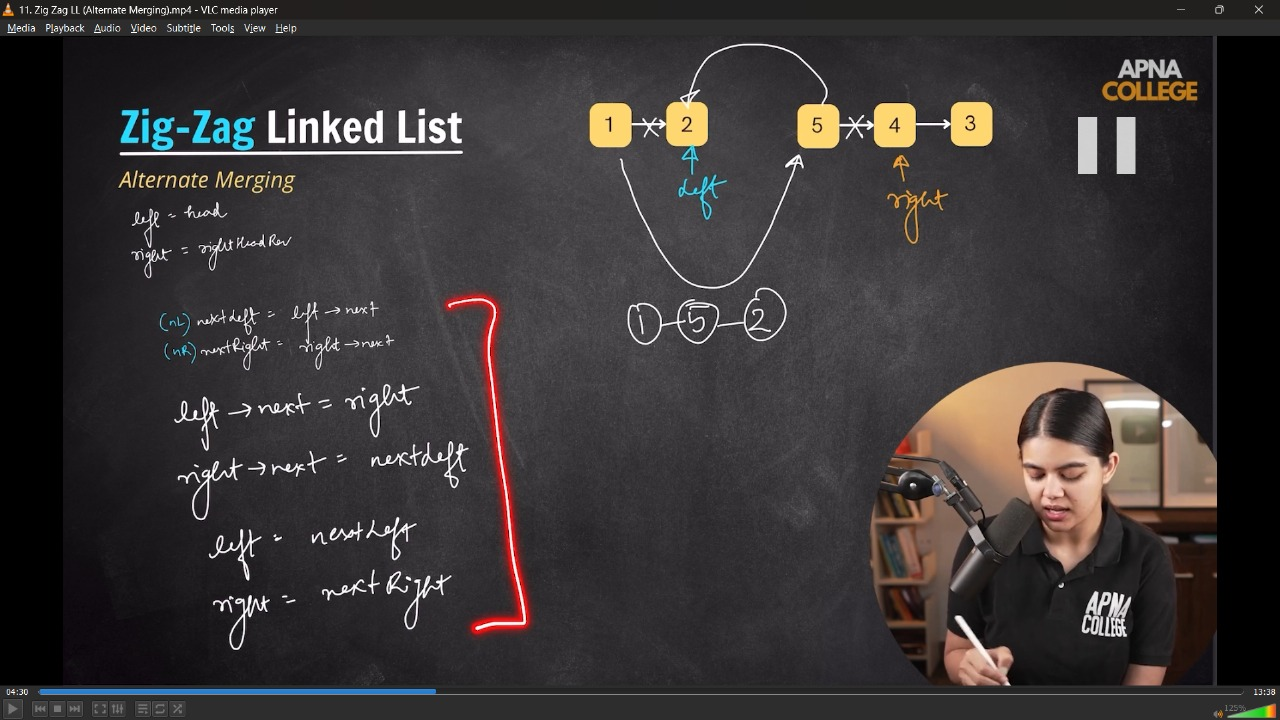 11. Zig Zag LL (Alternate Merging).mp4 - VLC media player
Media Playback Audio Video Subtitle Tools View Help
APNA
COLLEGE
Zig-Zag Linked List
Alternate Merging
1 2 5 4 3
left right
left = head
right = rightHeadRev
(nL) nextLeft = left → next
(nR) nextRight = right → next
1 - 5 - 2
left → next = right
right → next = nextLeft
left = nextLeft
right = nextRight
APNA
COLLEGE
04:30 13:38
125%